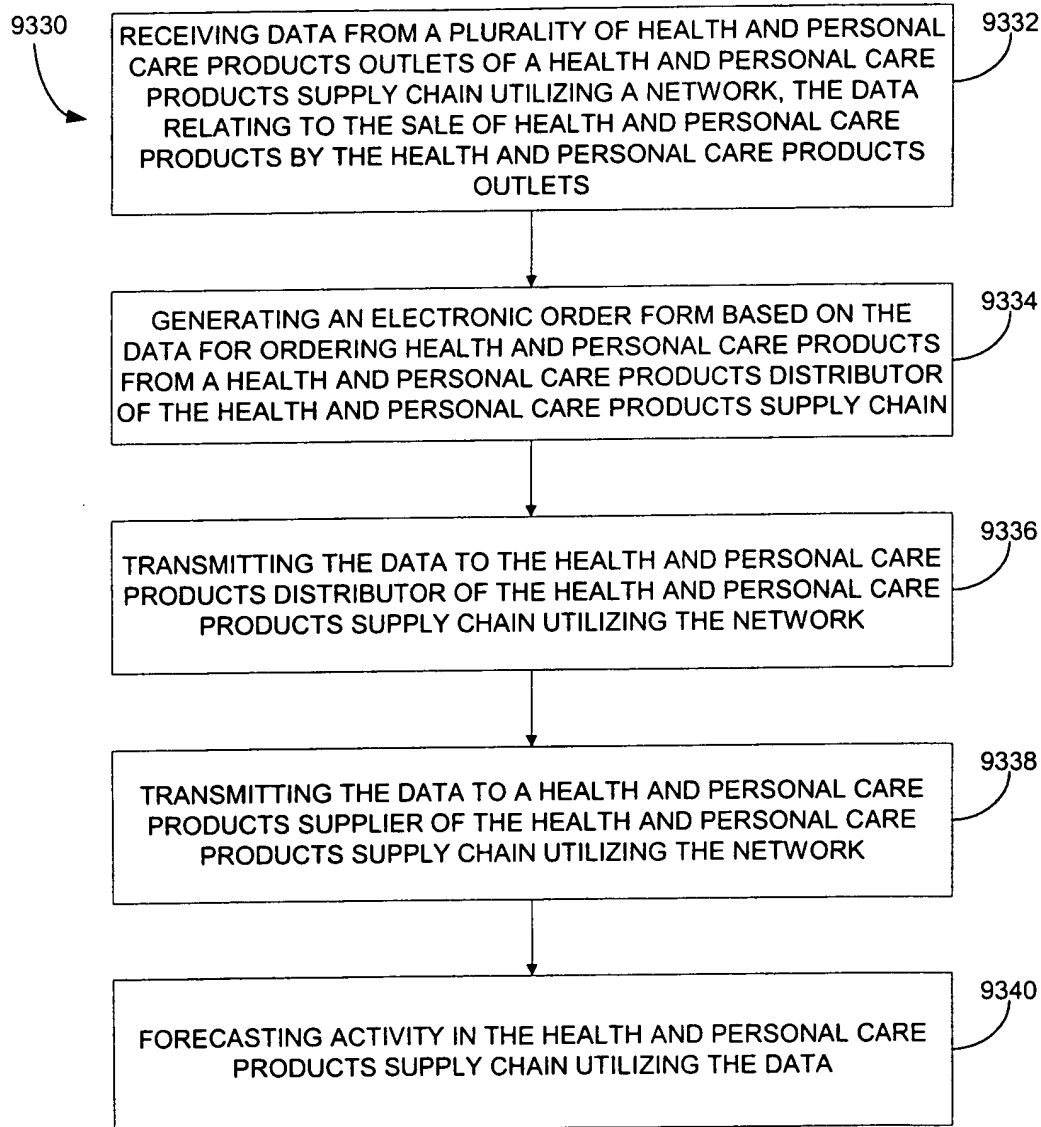 9330
9332
RECEIVING DATA FROM A PLURALITY OF HEALTH AND PERSONAL
CARE PRODUCTS OUTLETS OF A HEALTH AND PERSONAL CARE
PRODUCTS SUPPLY CHAIN UTILIZING A NETWORK, THE DATA
RELATING TO THE SALE OF HEALTH AND PERSONAL CARE
PRODUCTS BY THE HEALTH AND PERSONAL CARE PRODUCTS
OUTLETS
9334
GENERATING AN ELECTRONIC ORDER FORM BASED ON THE
DATA FOR ORDERING HEALTH AND PERSONAL CARE PRODUCTS
FROM A HEALTH AND PERSONAL CARE PRODUCTS DISTRIBUTOR
OF THE HEALTH AND PERSONAL CARE PRODUCTS SUPPLY CHAIN
9336
TRANSMITTING THE DATA TO THE HEALTH AND PERSONAL CARE
PRODUCTS DISTRIBUTOR OF THE HEALTH AND PERSONAL CARE
PRODUCTS SUPPLY CHAIN UTILIZING THE NETWORK
9338
TRANSMITTING THE DATA TO A HEALTH AND PERSONAL CARE
PRODUCTS SUPPLIER OF THE HEALTH AND PERSONAL CARE
PRODUCTS SUPPLY CHAIN UTILIZING THE NETWORK
9340
FORECASTING ACTIVITY IN THE HEALTH AND PERSONAL CARE
PRODUCTS SUPPLY CHAIN UTILIZING THE DATA